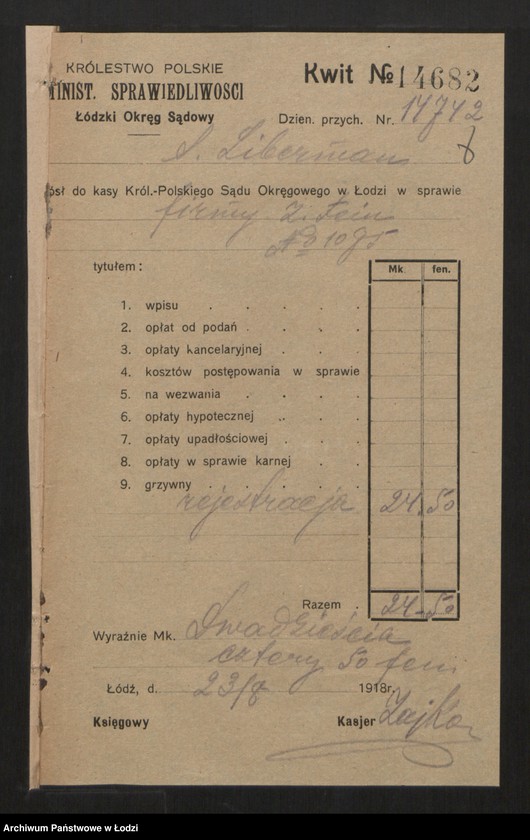 KRÓLESTWO POLSKIE
MINIST. SPRAWIEDLIWOSCI
Łódzki Okręg Sądowy
Kwit № 14682
Dzien. przych. Nr. 14742
S. Liberman
ósł do kasy Król.-Polskiego Sądu Okręgowego w Łodzi w sprawie
firmy Z. Fein
№ 1095
tytułem:
Mk. fen.
1. wpisu . . . . .
2. opłat od podań . . . .
3. opłaty kancelaryjnej . . .
4. kosztów postępowania w sprawie
5. na wezwania . . . .
6. opłaty hypotecznej . . .
7. opłaty upadłościowej . . .
8. opłaty w sprawie karnej . .
9. grzywny . . . . .
rejestracja 24 50
Razem . 24 50
Wyraźnie Mk. Dwadzieścia
cztery 50 fen.
Łódź, d. 23/8 1918r.
Księgowy
Kasjer
Archiwum Państwowe w Łodzi